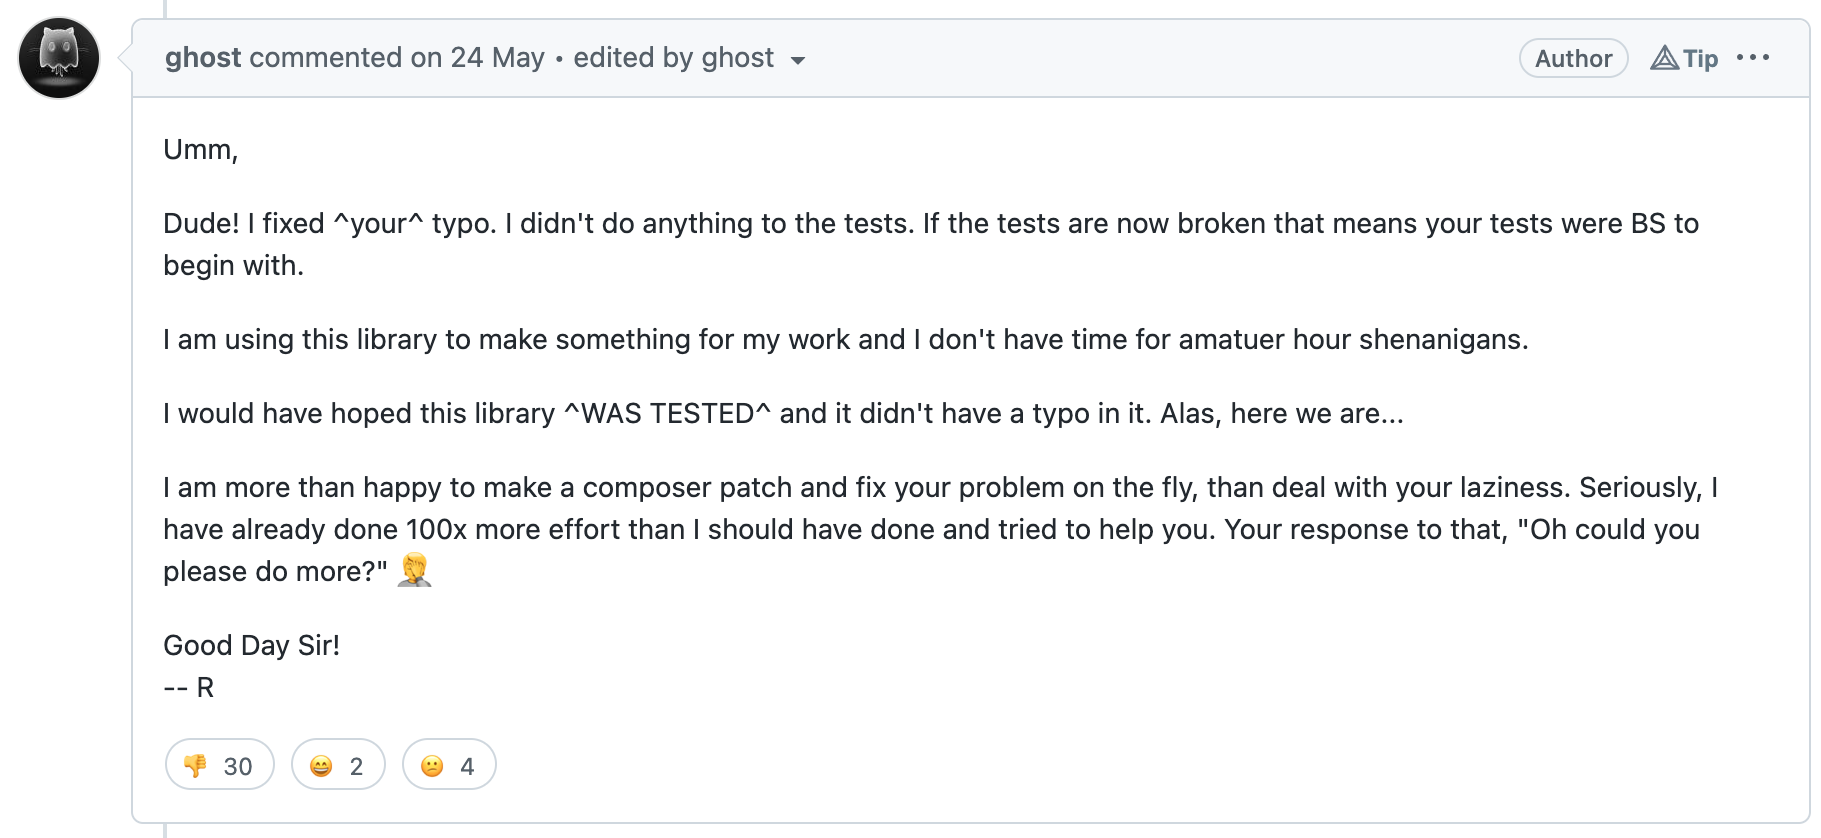 ghost commented on 24 May • edited by ghost
Author
Tip
Umm,
Dude! I fixed ^your^ typo. I didn't do anything to the tests. If the tests are now broken that means your tests were BS to
begin with.
I am using this library to make something for my work and I don't have time for amatuer hour shenanigans.
I would have hoped this library ^WAS TESTED^ and it didn't have a typo in it. Alas, here we are...
I am more than happy to make a composer patch and fix your problem on the fly, than deal with your laziness. Seriously, I
have already done 100x more effort than I should have done and tried to help you. Your response to that, "Oh could you
please do more?" 🤦
Good Day Sir!
-- R
👎 30 😄 2 😕 4